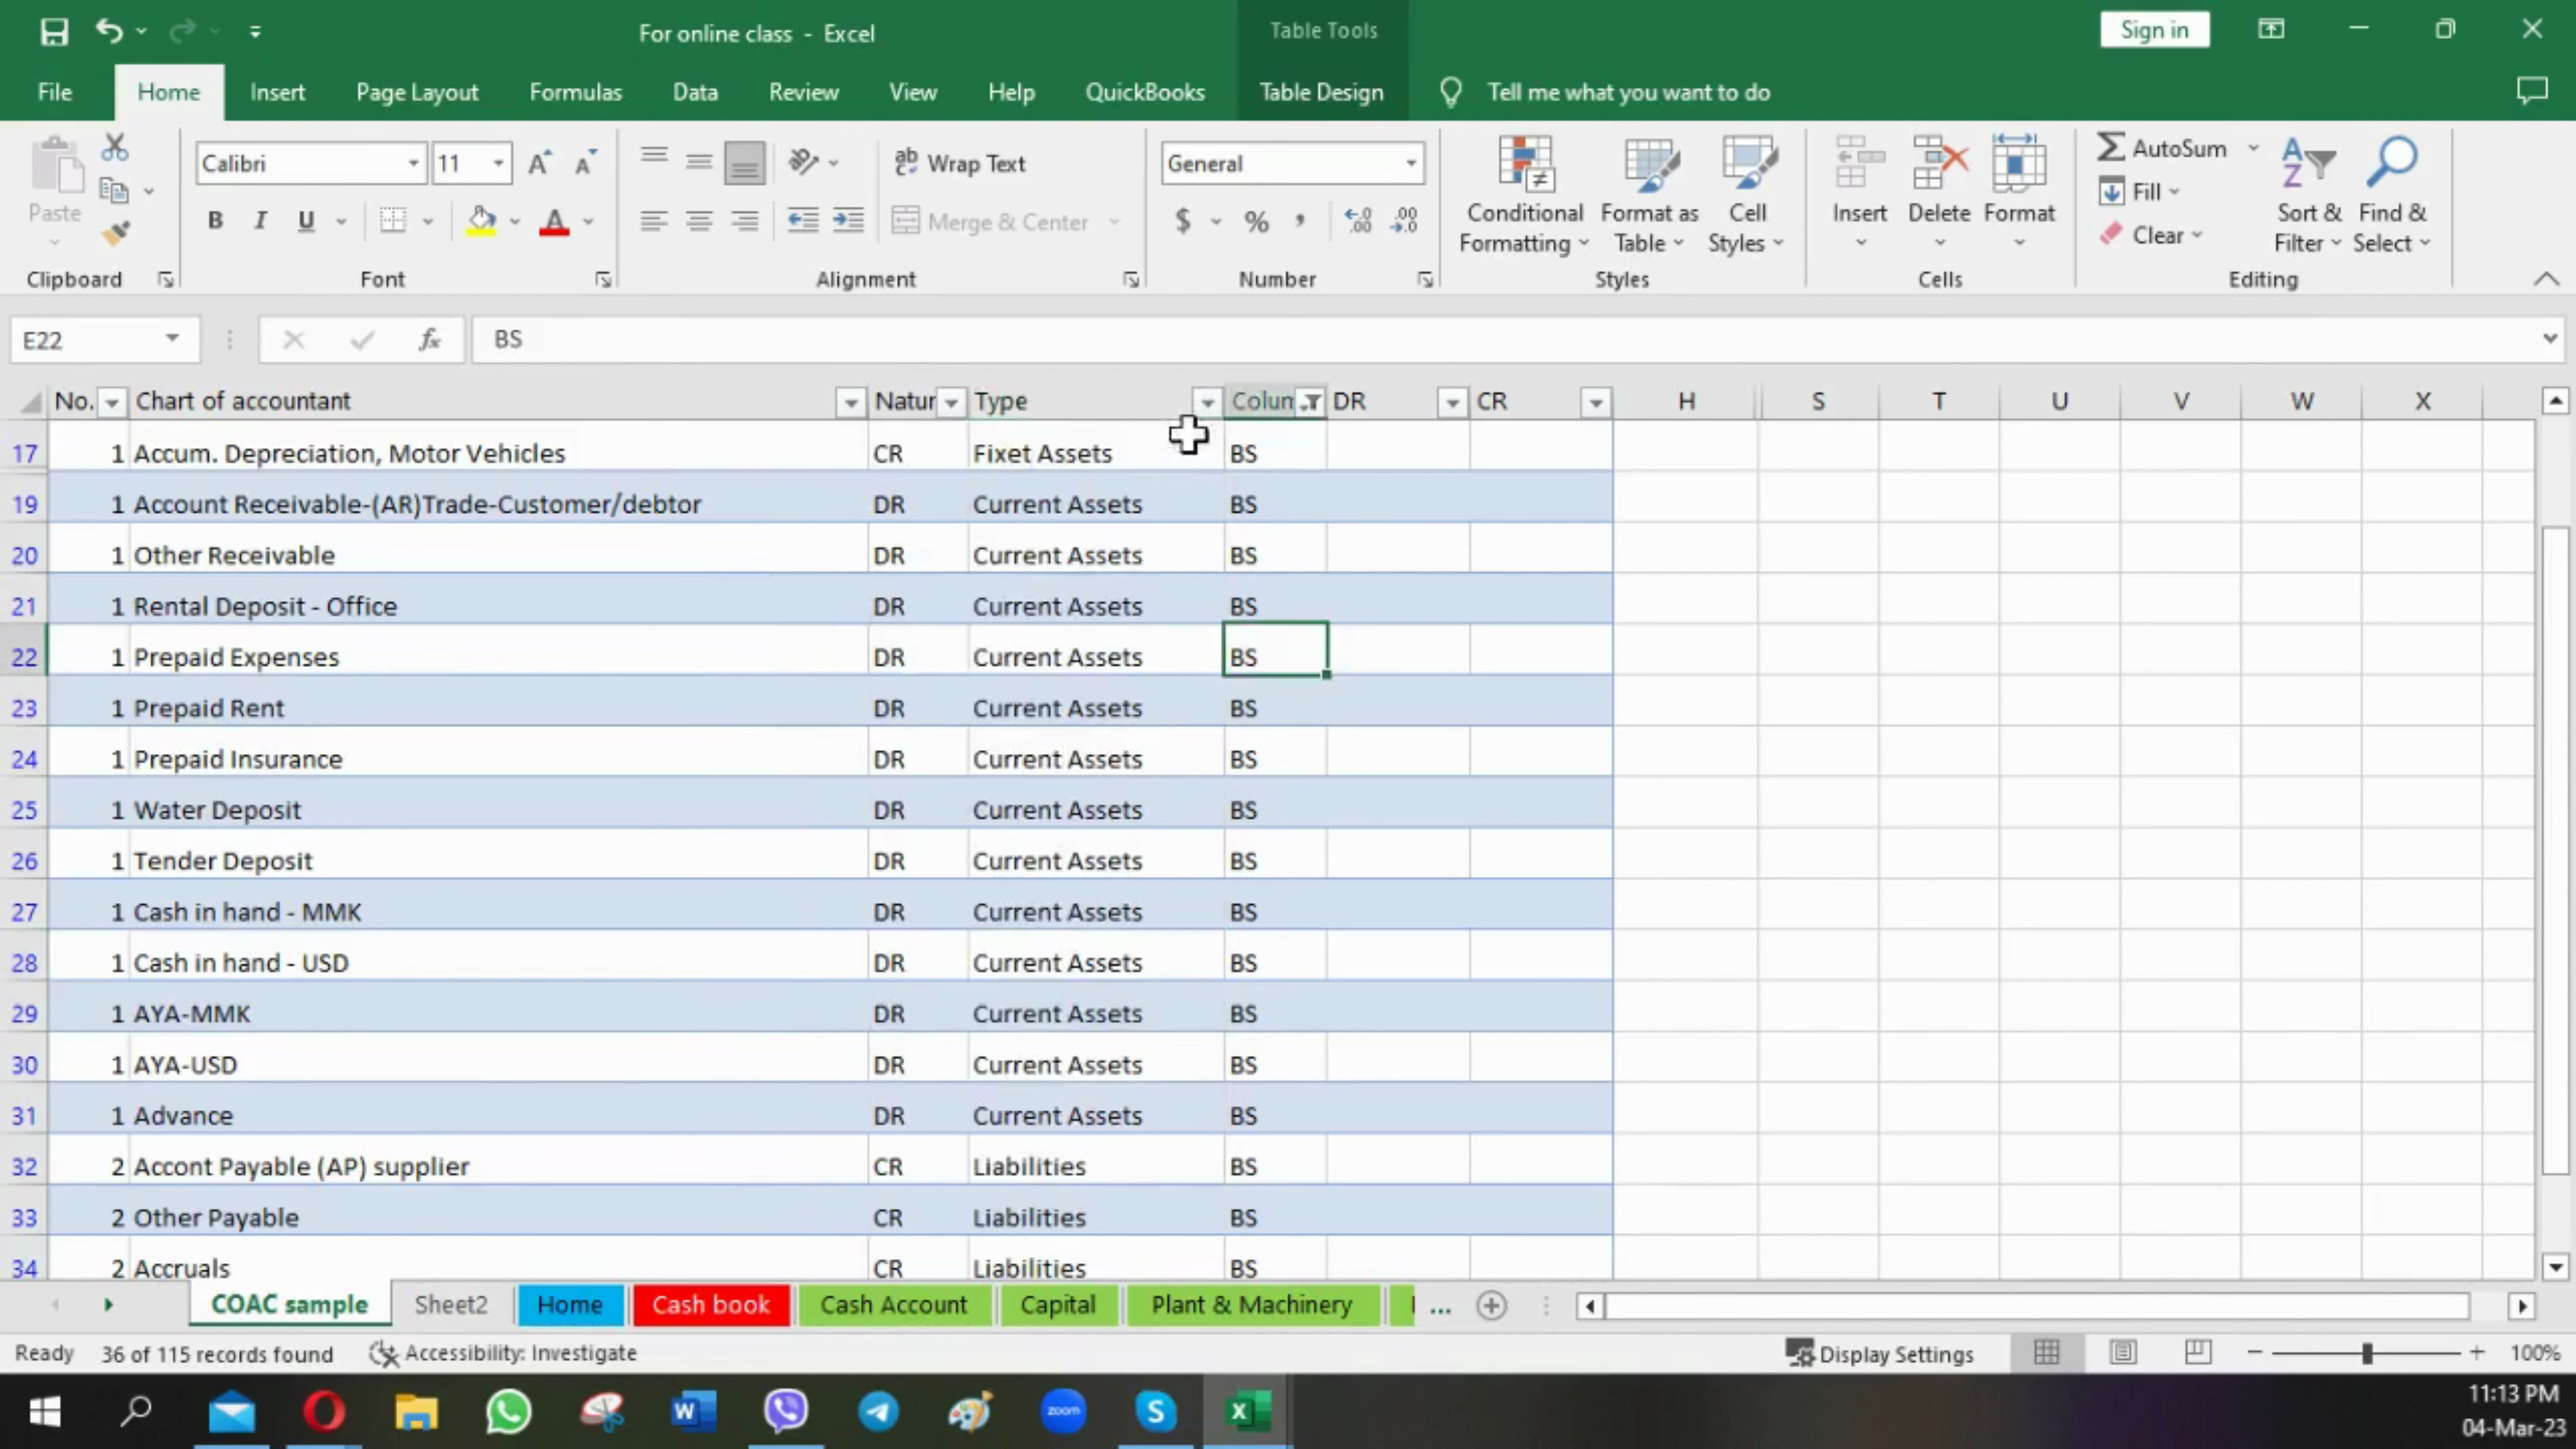 For online class - Excel
Table Tools
Sign in
File Home Insert Page Layout Formulas Data Review View Help QuickBooks Table Design Tell me what you want to do
Paste
Calibri 11
B I U A
ab Wrap Text
Merge & Center
General
$ % ,
Conditional Formatting
Format as Table
Cell Styles
Insert Delete Format
AutoSum
Fill
Clear
Sort & Filter
Find & Select
Clipboard Font Alignment Number Styles Cells Editing
E22 fx BS
No. Chart of accountant Natur Type Colum DR CR H S T U V W X
17 1 Accum. Depreciation, Motor Vehicles CR Fixet Assets BS
19 1 Account Receivable-(AR)Trade-Customer/debtor DR Current Assets BS
20 1 Other Receivable DR Current Assets BS
21 1 Rental Deposit - Office DR Current Assets BS
22 1 Prepaid Expenses DR Current Assets BS
23 1 Prepaid Rent DR Current Assets BS
24 1 Prepaid Insurance DR Current Assets BS
25 1 Water Deposit DR Current Assets BS
26 1 Tender Deposit DR Current Assets BS
27 1 Cash in hand - MMK DR Current Assets BS
28 1 Cash in hand - USD DR Current Assets BS
29 1 AYA-MMK DR Current Assets BS
30 1 AYA-USD DR Current Assets BS
31 1 Advance DR Current Assets BS
32 2 Accont Payable (AP) supplier CR Liabilities BS
33 2 Other Payable CR Liabilities BS
34 2 Accruals CR Liabilities BS
COAC sample Sheet2 Home Cash book Cash Account Capital Plant & Machinery ...
Ready 36 of 115 records found Accessibility: Investigate Display Settings 100%
zoom
11:13 PM
04-Mar-23